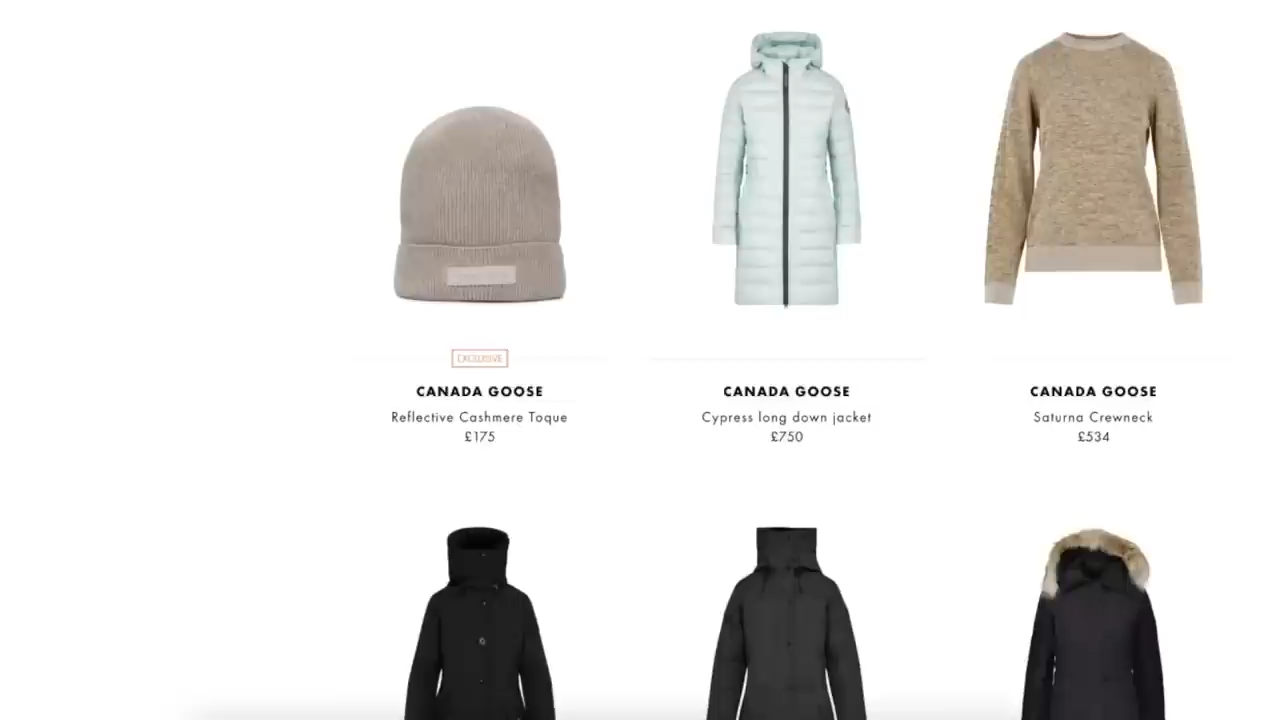 EXCLUSIVE
CANADA GOOSE
Reflective Cashmere Toque
£175
CANADA GOOSE
Cypress long down jacket
£750
CANADA GOOSE
Saturna Crewneck
£534